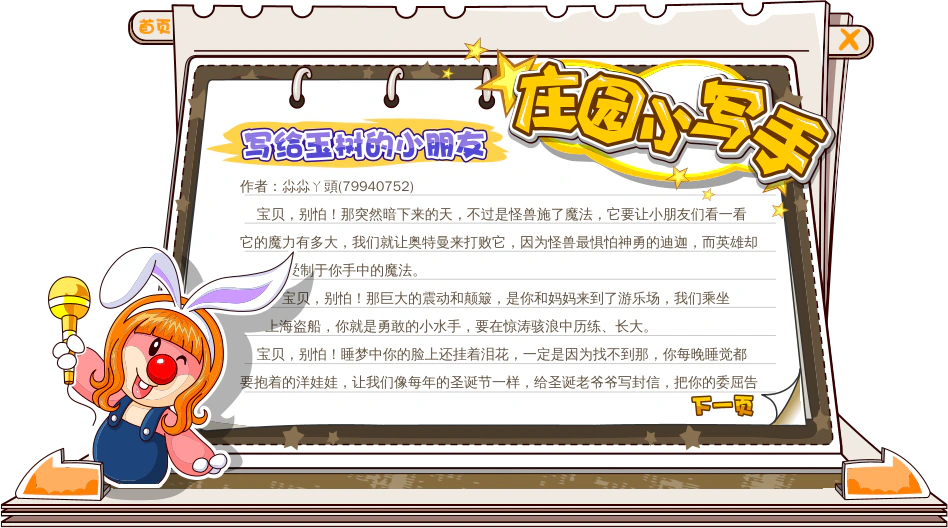 首页
X
庄园小写手
写给玉树的小朋友
作者：焱焱丫頭(79940752)
宝贝，别怕！那突然暗下来的天，不过是怪兽施了魔法，它要让小朋友们看一看
它的魔力有多大，我们就让奥特曼来打败它，因为怪兽最惧怕神勇的迪迦，而英雄却
受制于你手中的魔法。
宝贝，别怕！那巨大的震动和颠簸，是你和妈妈来到了游乐场，我们乘坐
上海盗船，你就是勇敢的小水手，要在惊涛骇浪中历练、长大。
宝贝，别怕！睡梦中你的脸上还挂着泪花，一定是因为找不到那，你每晚睡觉都
要抱着的洋娃娃，让我们像每年的圣诞节一样，给圣诞老爷爷写封信，把你的委屈告
下一页